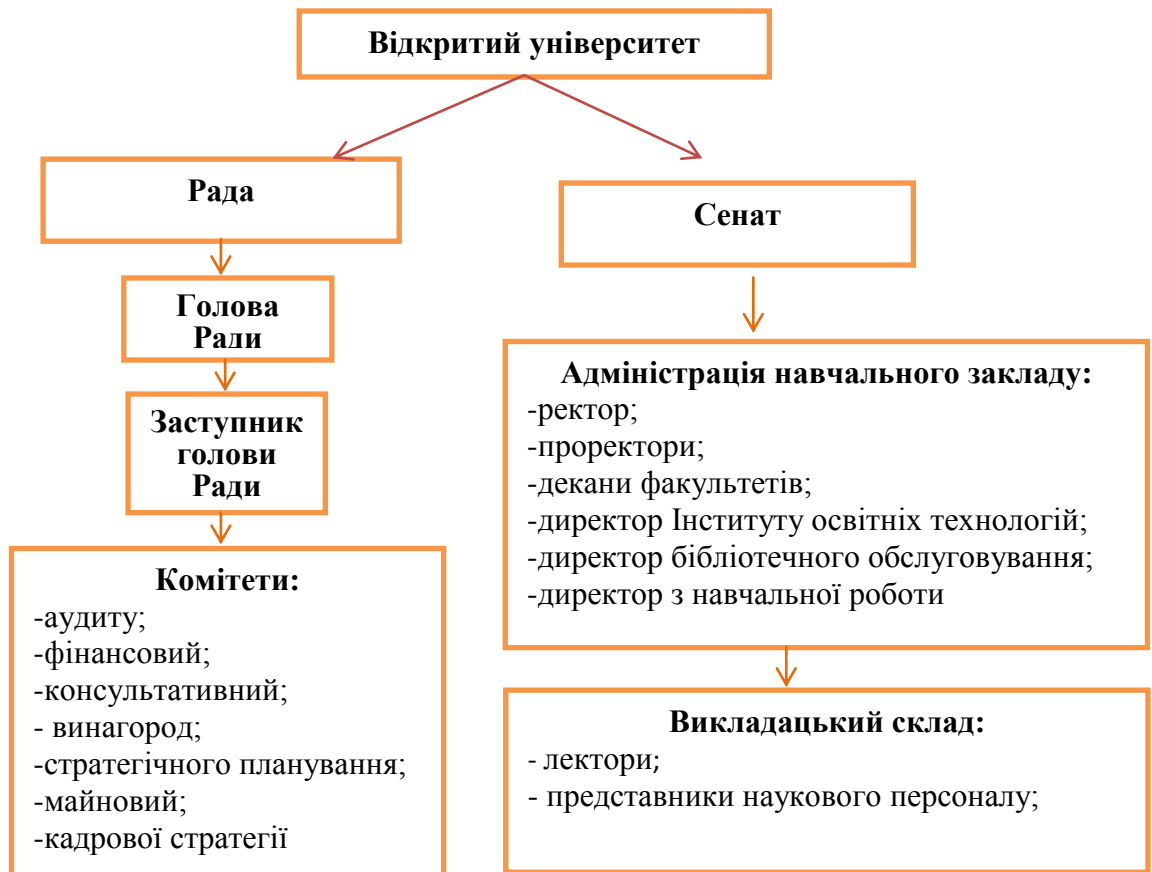 Відкритий університет
Рада
Голова
Ради
Заступник
голови
Ради
Комітети:
-аудиту;
-фінансовий;
-консультативний;
- винагород;
-стратегічного планування;
-майновий;
-кадрової стратегії
Сенат
Адміністрація навчального закладу:
-ректор;
-проректори;
-декани факультетів;
-директор Інституту освітніх технологій;
-директор бібліотечного обслуговування;
-директор з навчальної роботи
Викладацький склад:
- лектори;
- представники наукового персоналу;